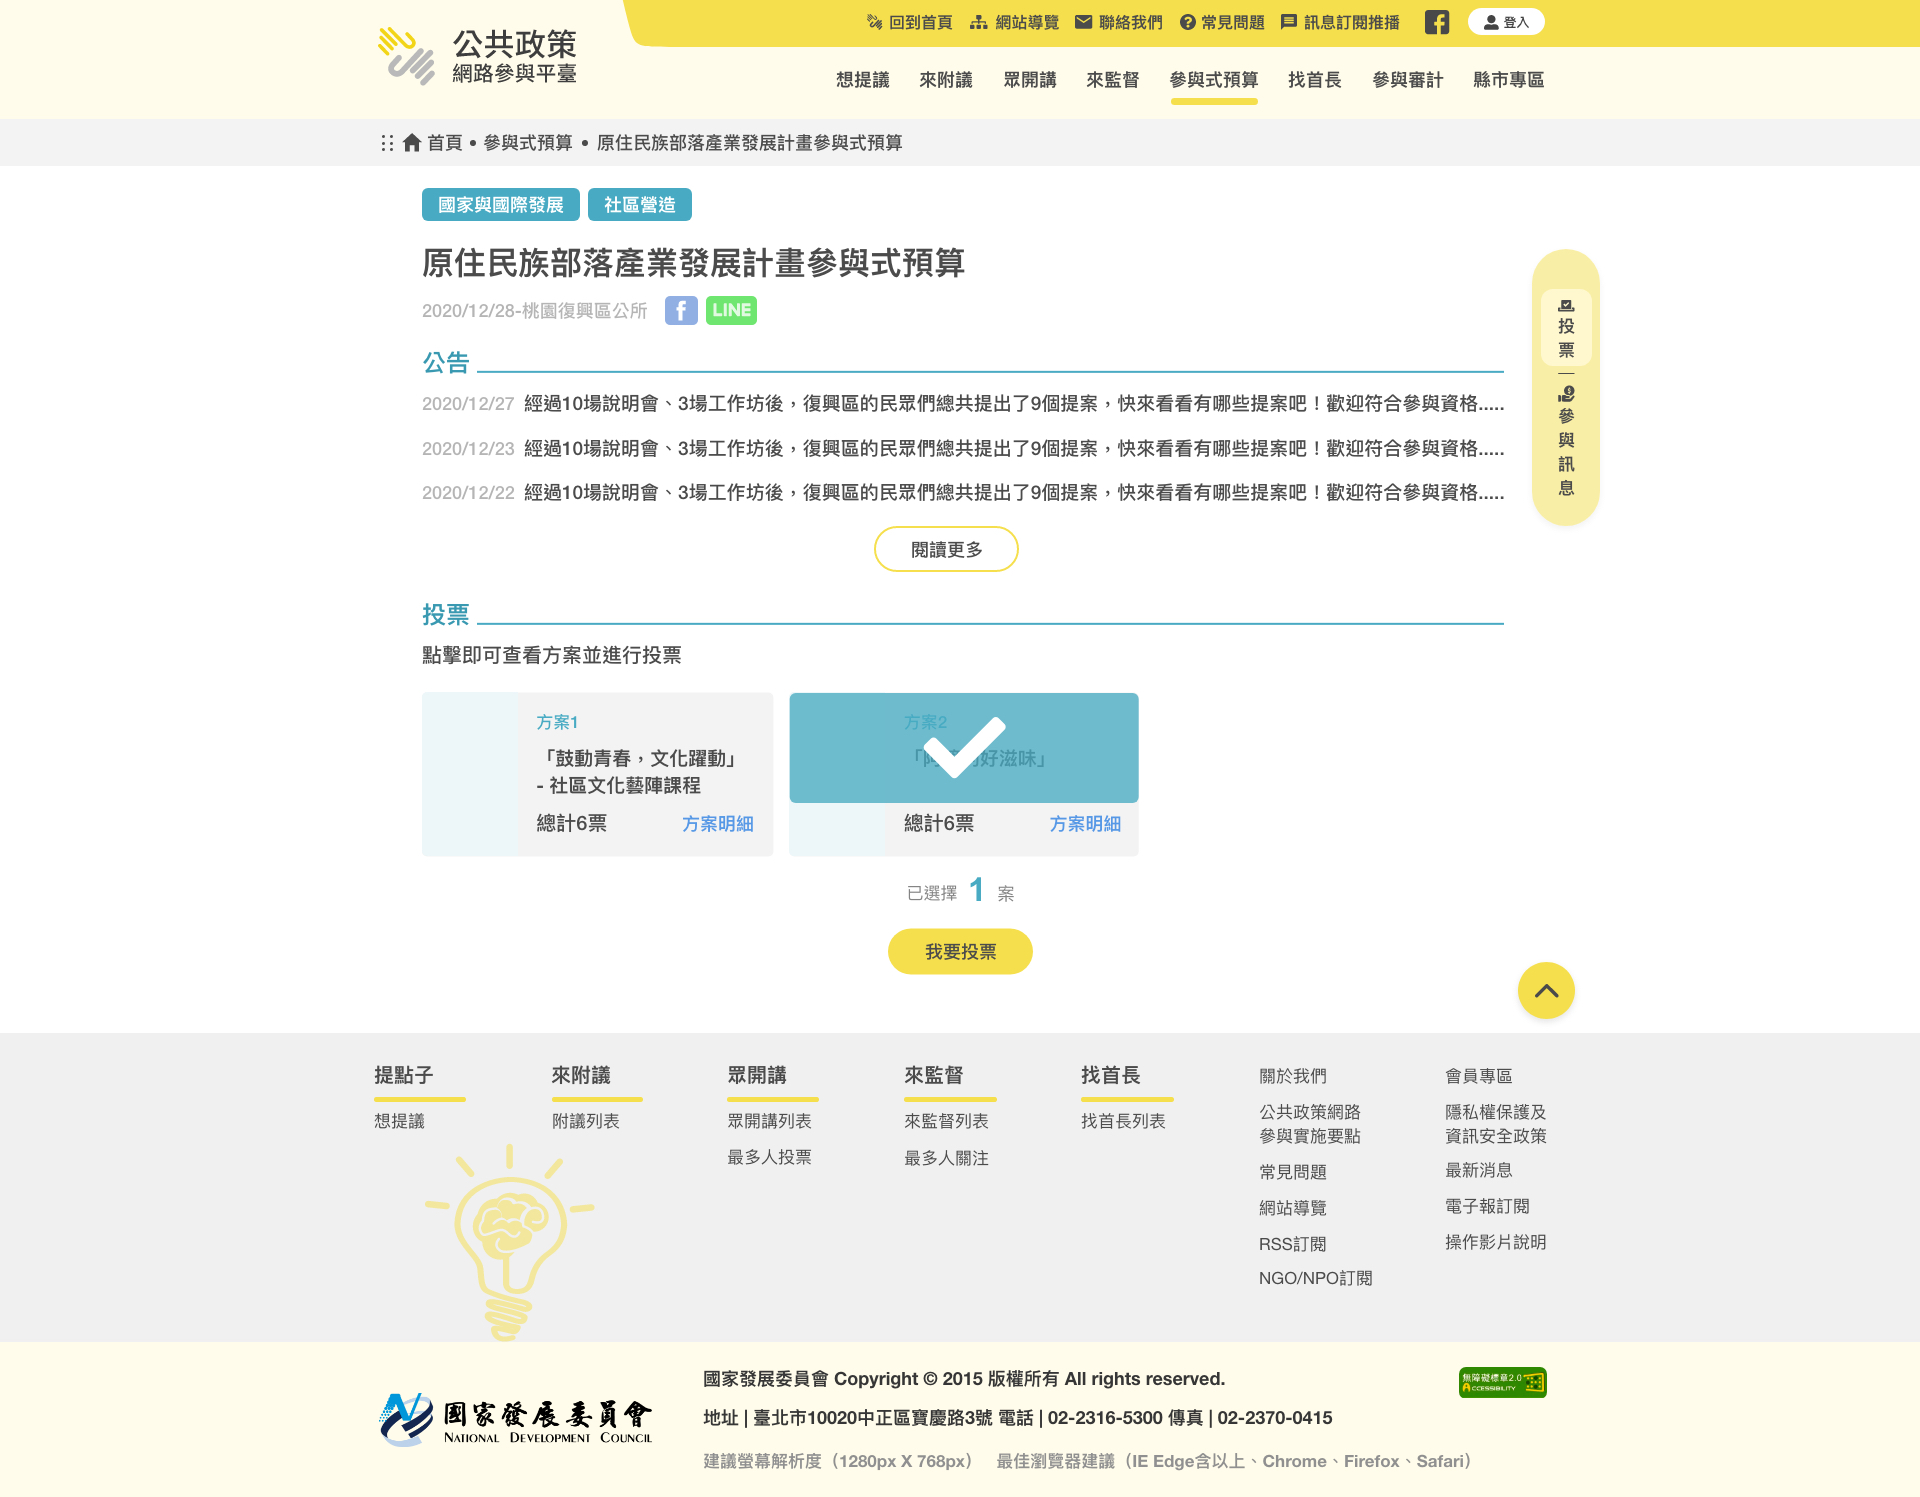 公共政策
網路參與平臺
回到首頁 網站導覽 聯絡我們 常見問題 訊息訂閱推播 登入
想提議 來附議 眾開講 來監督 參與式預算 找首長 參與審計 縣市專區
首頁 • 參與式預算 • 原住民族部落產業發展計畫參與式預算
國家與國際發展 社區營造
原住民族部落產業發展計畫參與式預算
2020/12/28-桃園復興區公所 f LINE
公告
2020/12/27 經過10場說明會、3場工作坊後，復興區的民眾們總共提出了9個提案，快來看看有哪些提案吧！歡迎符合參與資格.....
2020/12/23 經過10場說明會、3場工作坊後，復興區的民眾們總共提出了9個提案，快來看看有哪些提案吧！歡迎符合參與資格.....
2020/12/22 經過10場說明會、3場工作坊後，復興區的民眾們總共提出了9個提案，快來看看有哪些提案吧！歡迎符合參與資格.....
閱讀更多
投票
參與訊息
投票
點擊即可查看方案並進行投票
方案1
「鼓動青春，文化躍動」
- 社區文化藝陣課程
總計6票 方案明細
方案2
「阿 好滋味」
總計6票 方案明細
已選擇 1 案
我要投票
提點子
想提議
來附議
附議列表
眾開講
眾開講列表
最多人投票
來監督
來監督列表
最多人關注
找首長
找首長列表
關於我們
公共政策網路
參與實施要點
常見問題
網站導覽
RSS訂閱
NGO/NPO訂閱
會員專區
隱私權保護及
資訊安全政策
最新消息
電子報訂閱
操作影片說明
國家發展委員會
NATIONAL DEVELOPMENT COUNCIL
國家發展委員會 Copyright © 2015 版權所有 All rights reserved.
地址 | 臺北市10020中正區寶慶路3號 電話 | 02-2316-5300 傳真 | 02-2370-0415
建議螢幕解析度（1280px X 768px） 最佳瀏覽器建議（IE Edge含以上、Chrome、Firefox、Safari）
無障礙標章2.0
ACCESSIBILITY